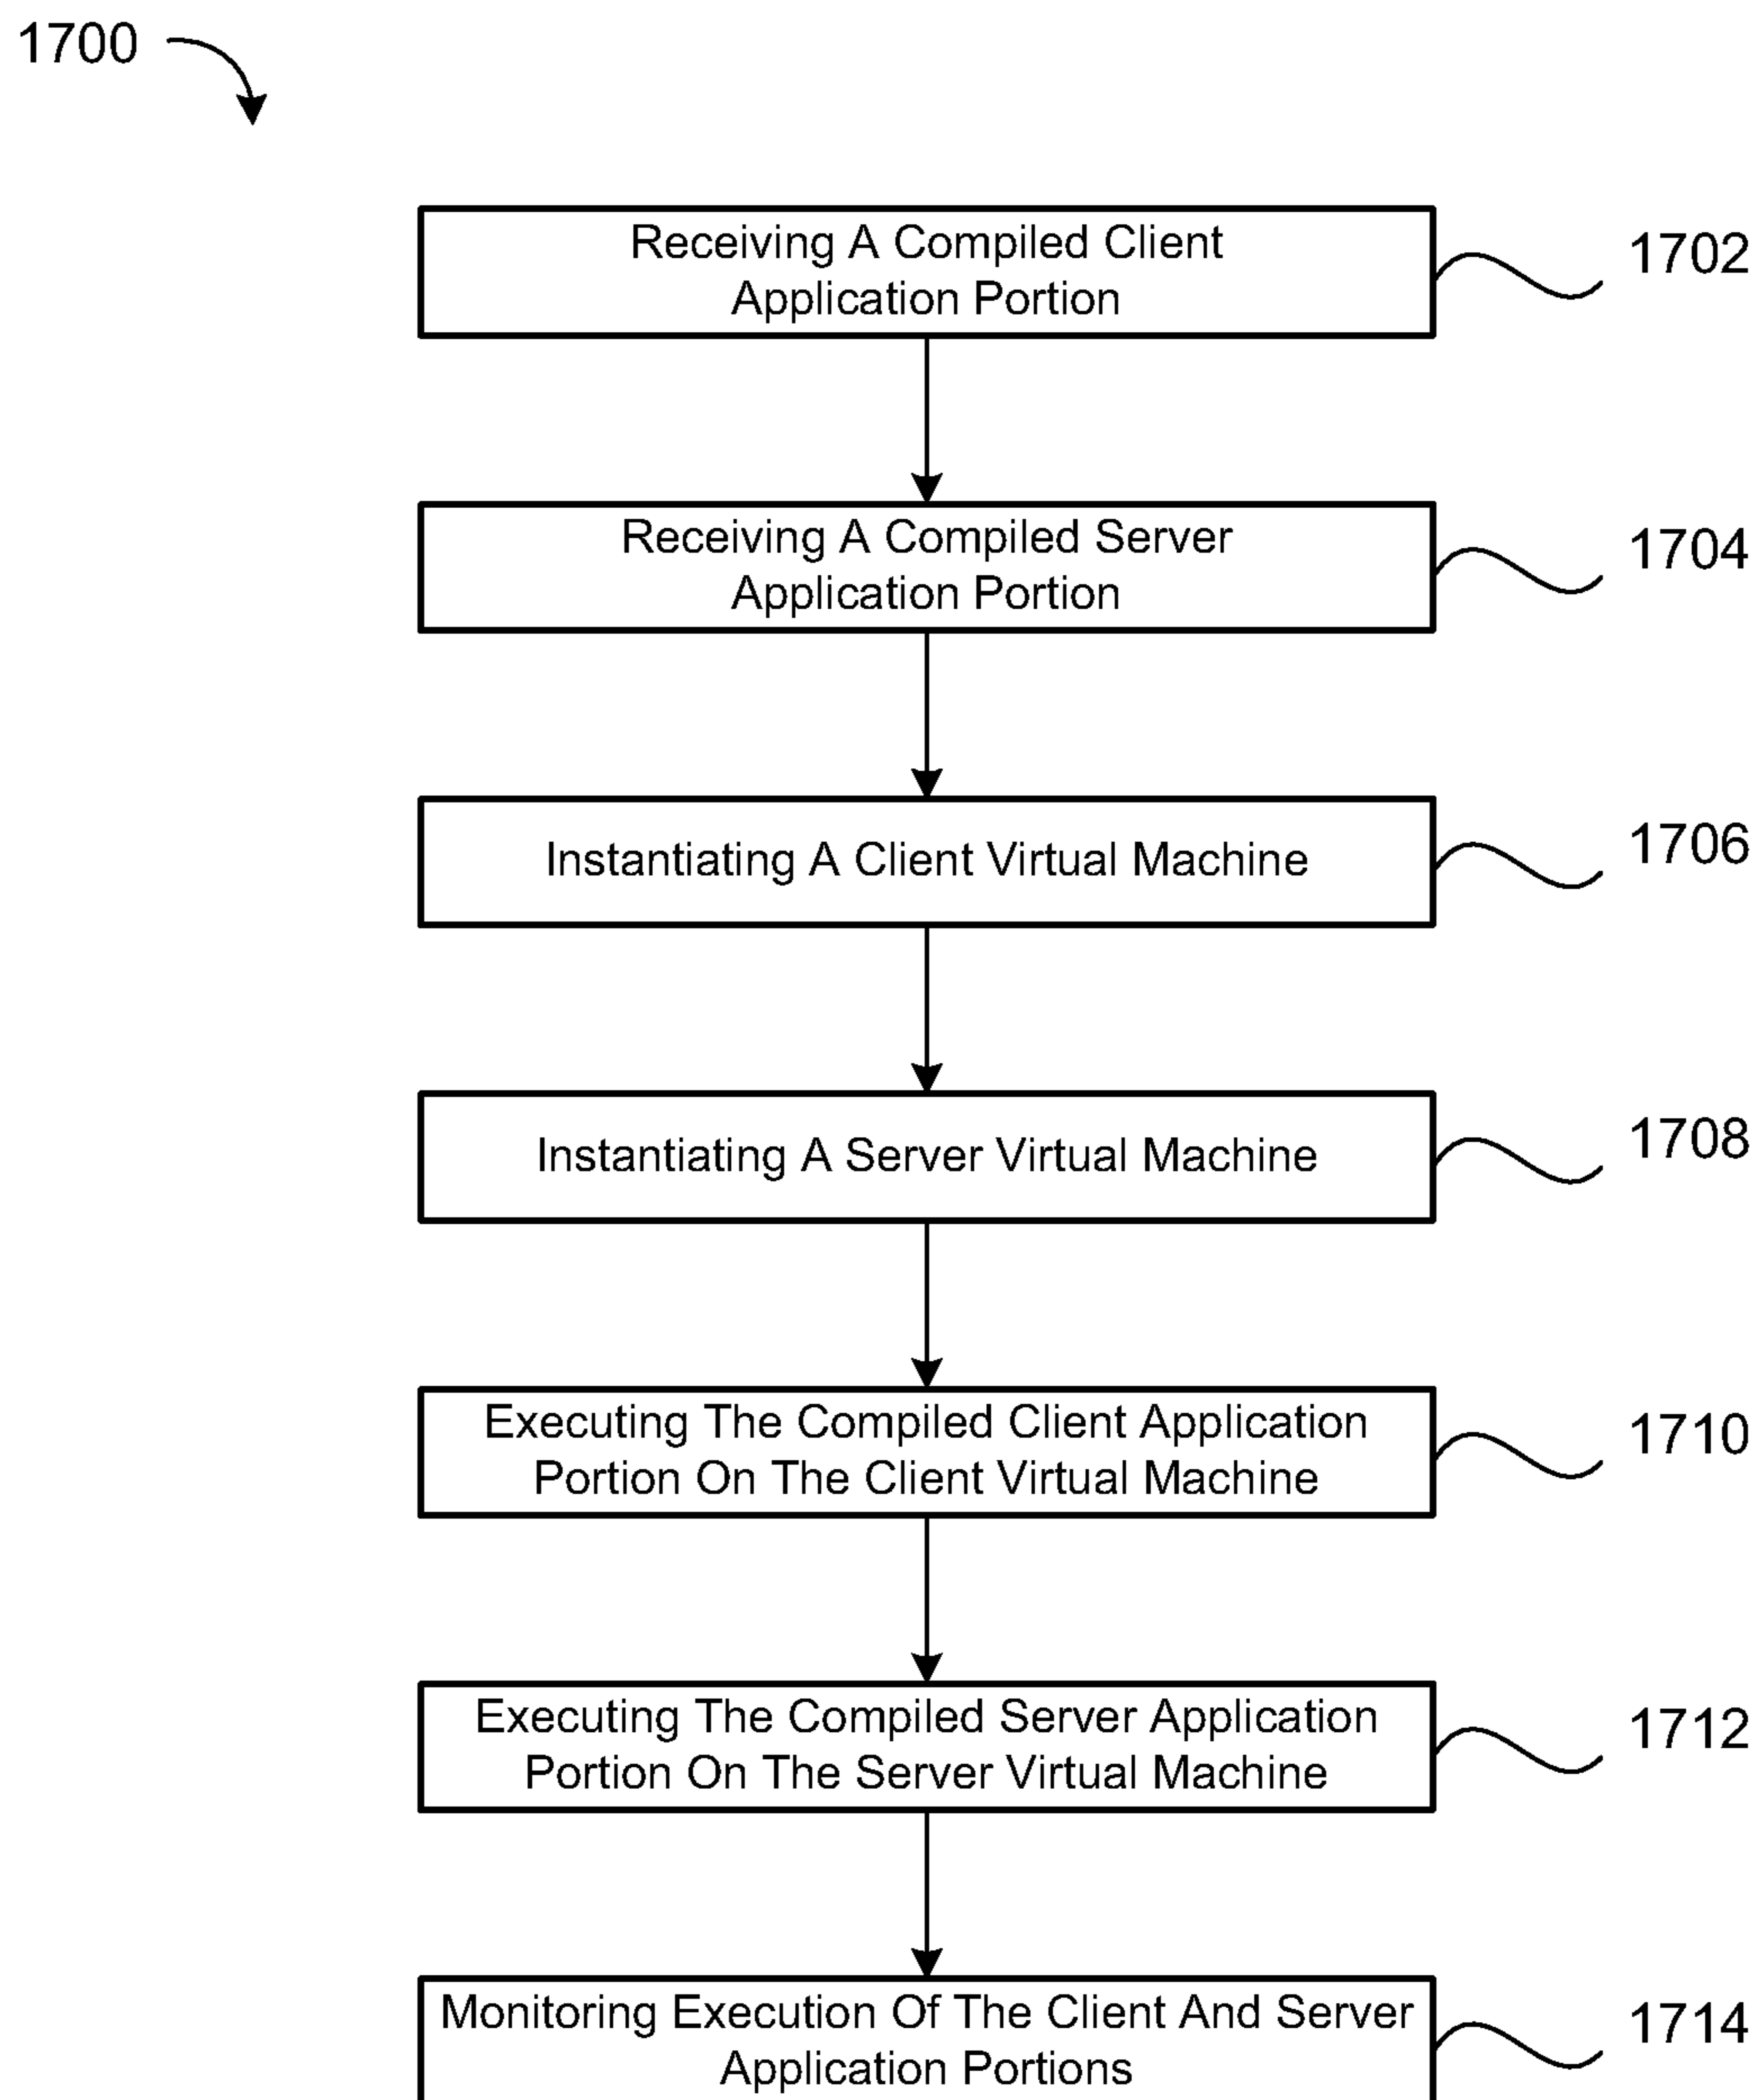 1700
Receiving A Compiled Client
Application Portion
1702
Receiving A Compiled Server
Application Portion
1704
Instantiating A Client Virtual Machine
1706
Instantiating A Server Virtual Machine
1708
Executing The Compiled Client Application
Portion On The Client Virtual Machine
1710
Executing The Compiled Server Application
Portion On The Server Virtual Machine
1712
Monitoring Execution Of The Client And Server
Application Portions
1714